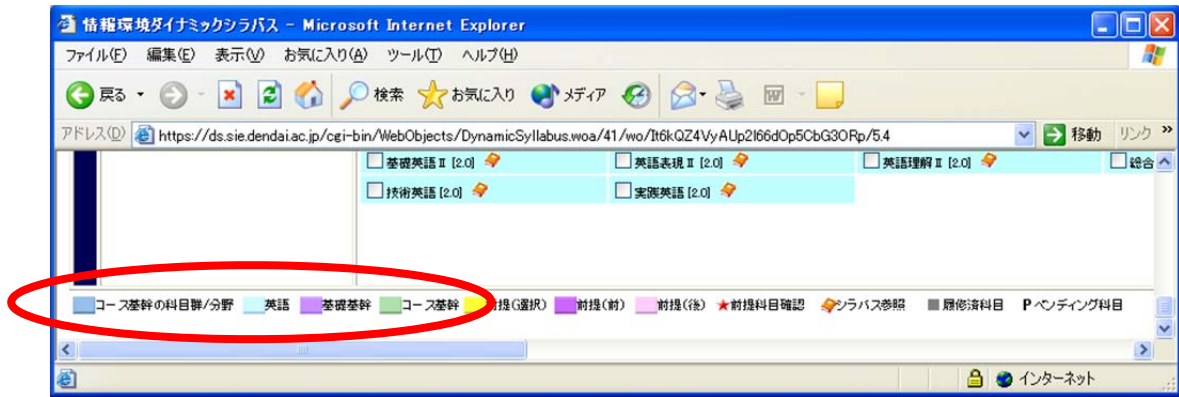 情報環境ダイナミックシラバス - Microsoft Internet Explorer
ファイル(F) 編集(E) 表示(V) お気に入り(A) ツール(T) ヘルプ(H)
戻る 検索 お気に入り メディア
アドレス(D) https://ds.sie.dendai.ac.jp/cgi-bin/WebObjects/DynamicSyllabus.woa/41/wo/It6kQZ4VyAUp2I66dOp5CbG3ORp/5.4 移動 リンク »
基礎英語Ⅱ [2.0] 英語表現Ⅱ [2.0] 英語理解Ⅱ [2.0] 総合
技術英語 [2.0] 実践英語 [2.0]
コース基幹の科目群/分野 英語 基礎基幹 コース基幹 前提(選択) 前提(前) 前提(後) ★前提科目確認 シラバス参照 履修済科目 P ペンディング科目
インターネット